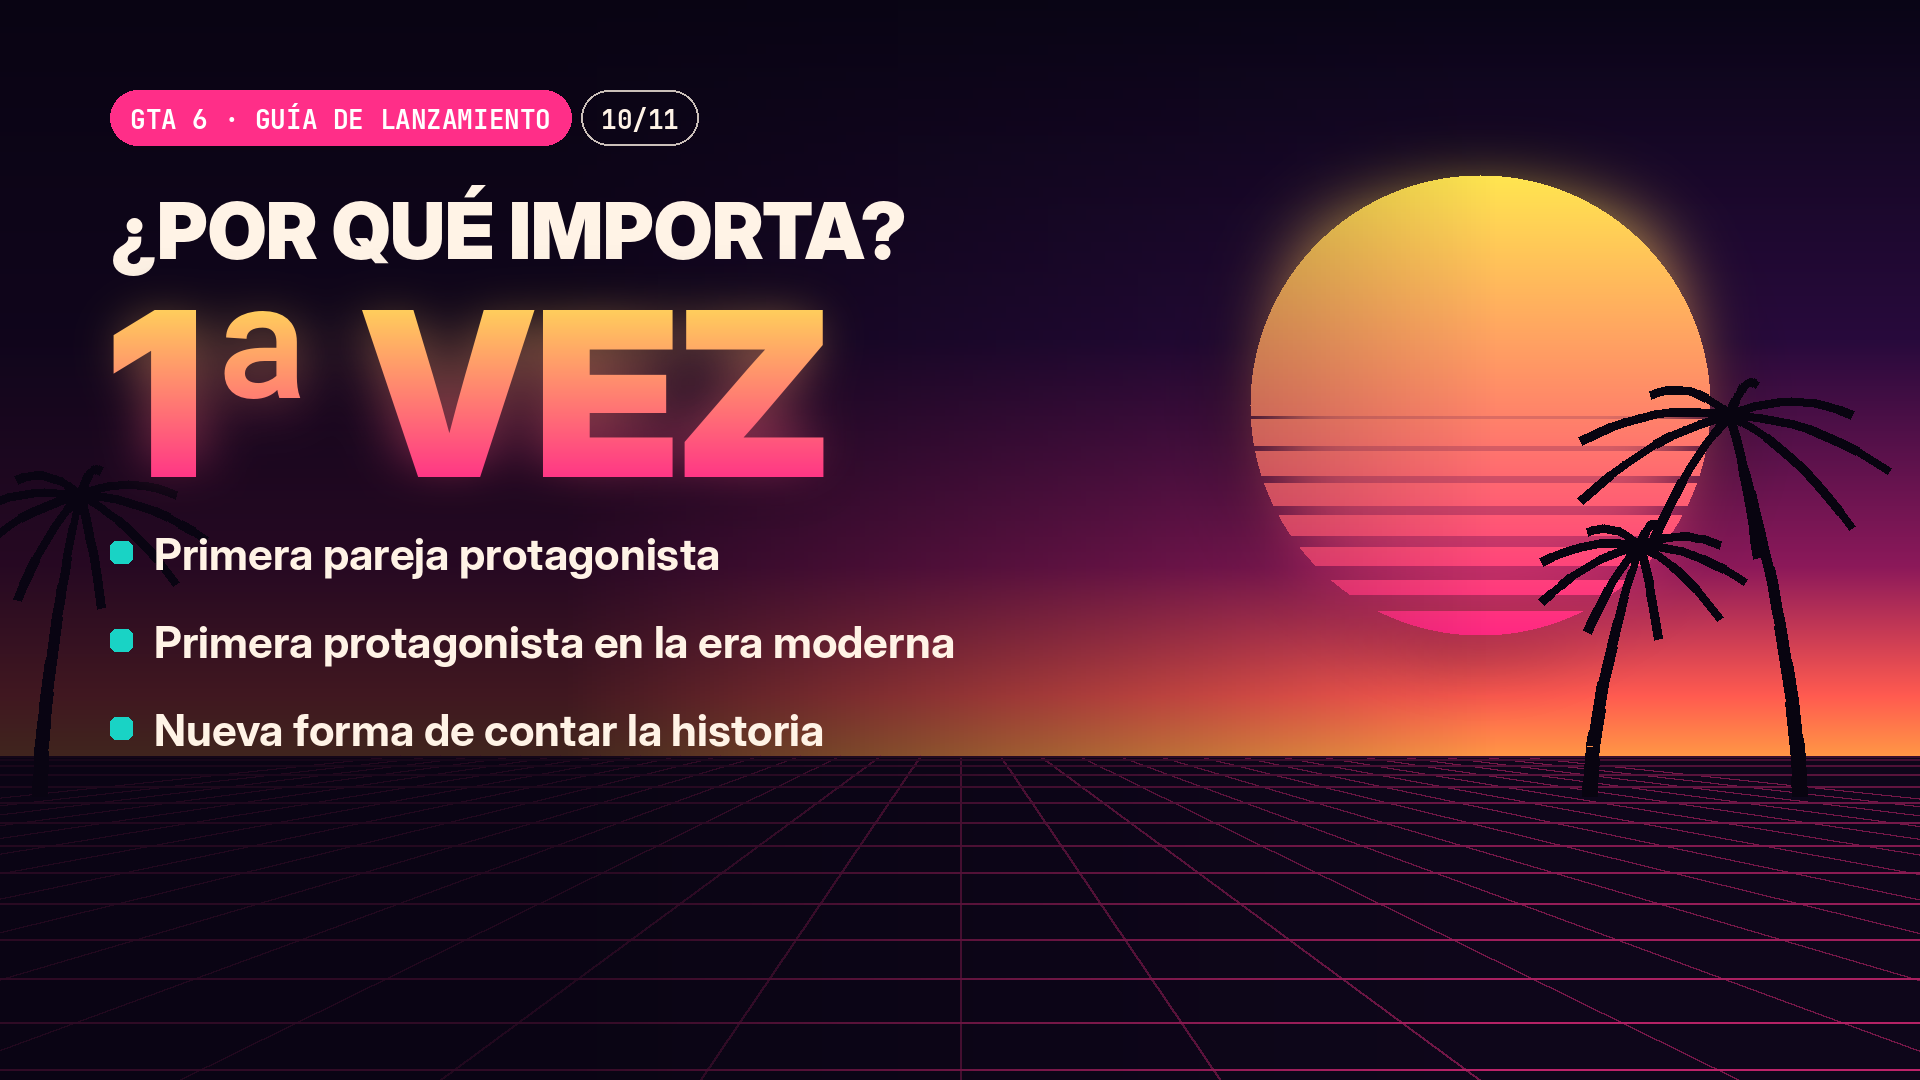 GTA 6 · GUÍA DE LANZAMIENTO
10/11
¿POR QUÉ IMPORTA?
1ª VEZ
Primera pareja protagonista
Primera protagonista en la era moderna
Nueva forma de contar la historia